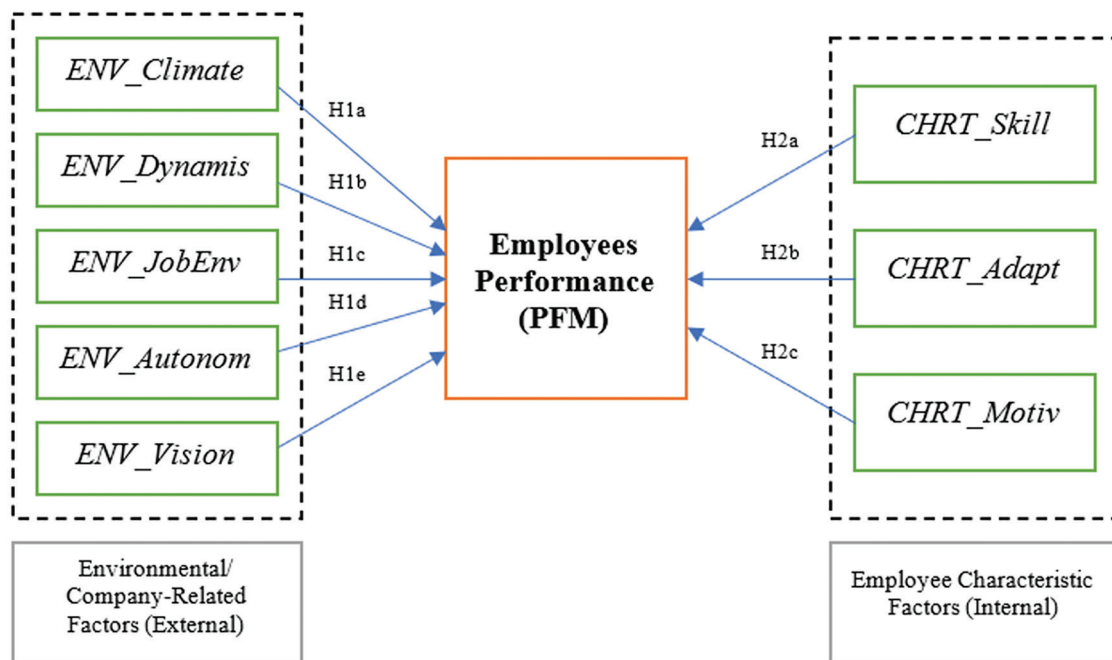 ENV_Climate
ENV_Dynamis
ENV_JobEnv
ENV_Autonom
ENV_Vision
Environmental/
Company-Related
Factors (External)
H1a
H1b
H1c
H1d
H1e
Employees
Performance
(PFM)
H2a
H2b
H2c
CHRT_Skill
CHRT_Adapt
CHRT_Motiv
Employee Characteristic
Factors (Internal)